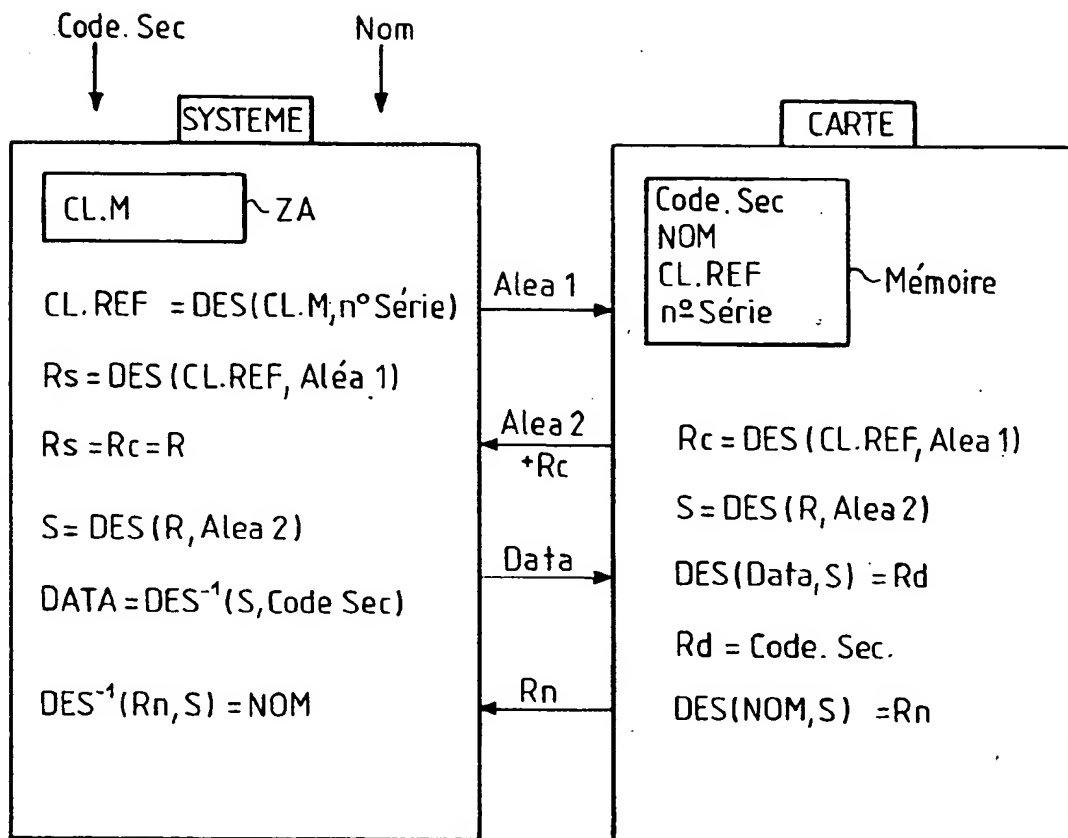 Code. Sec
Nom
SYSTEME
CARTE
CL.M
ZA
CL.REF = DES(CL.M, n° Série)
Rs = DES (CL.REF, Aléa 1)
Rs = Rc = R
S = DES(R, Alea 2)
DATA = DES⁻¹(S, Code Sec)
DES⁻¹(Rn, S) = NOM
Alea 1
Alea 2
+Rc
Data
Rn
Code. Sec
NOM
CL.REF
nº Série
Mémoire
Rc = DES (CL.REF, Alea 1)
S = DES(R, Alea 2)
DES(Data, S) = Rd
Rd = Code. Sec.
DES(NOM, S) = Rn